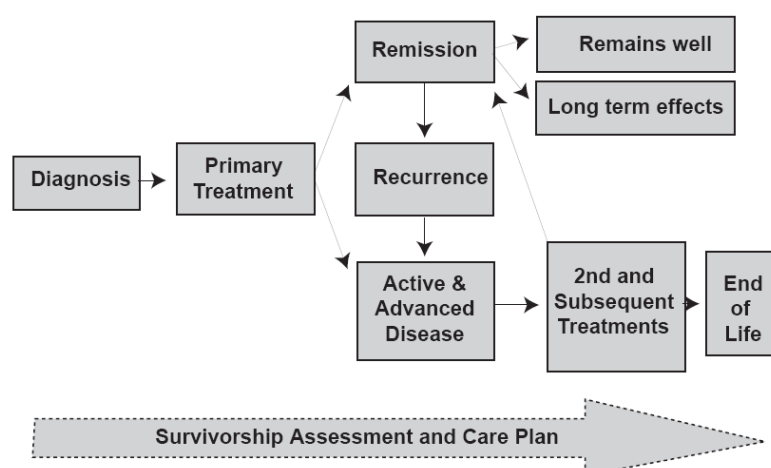 Diagnosis
Primary
Treatment
Remission
Remains well
Long term effects
Recurrence
Active &
Advanced
Disease
2nd and
Subsequent
Treatments
End
of
Life
Survivorship Assessment and Care Plan